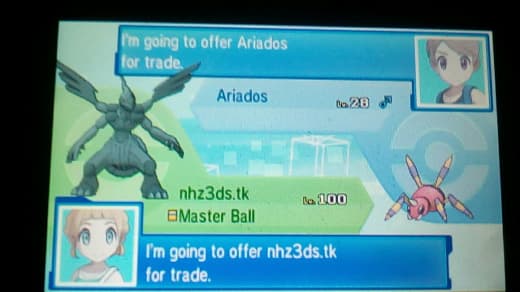 I'm going to offer Ariados
for trade.
Ariados
Lv. 28 ♂
nhz3ds.tk
Lv. 100
Master Ball
I'm going to offer nhz3ds.tk
for trade.